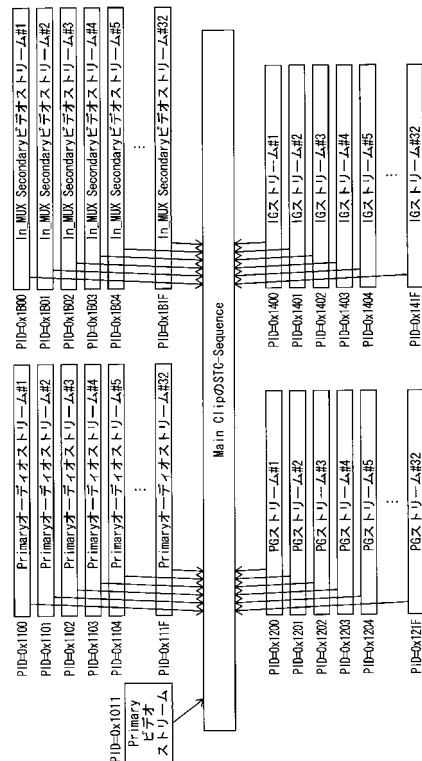 PID=0x1011
Primary
ビデオ
ストリーム
PID=0x1100 Primaryオーディオストリーム#1
PID=0x1101 Primaryオーディオストリーム#2
PID=0x1102 Primaryオーディオストリーム#3
PID=0x1103 Primaryオーディオストリーム#4
PID=0x1104 Primaryオーディオストリーム#5
...
PID=0x111F Primaryオーディオストリーム#32
PID=0x1B00 In_MUX Secondaryビデオストリーム#1
PID=0x1B01 In_MUX Secondaryビデオストリーム#2
PID=0x1B02 In_MUX Secondaryビデオストリーム#3
PID=0x1B03 In_MUX Secondaryビデオストリーム#4
PID=0x1B04 In_MUX Secondaryビデオストリーム#5
...
PID=0x1B1F In_MUX Secondaryビデオストリーム#32
Main ClipのSTC-Sequence
PID=0x1200 PGストリーム#1
PID=0x1201 PGストリーム#2
PID=0x1202 PGストリーム#3
PID=0x1203 PGストリーム#4
PID=0x1204 PGストリーム#5
...
PID=0x121F PGストリーム#32
PID=0x1400 IGストリーム#1
PID=0x1401 IGストリーム#2
PID=0x1402 IGストリーム#3
PID=0x1403 IGストリーム#4
PID=0x1404 IGストリーム#5
...
PID=0x141F IGストリーム#32